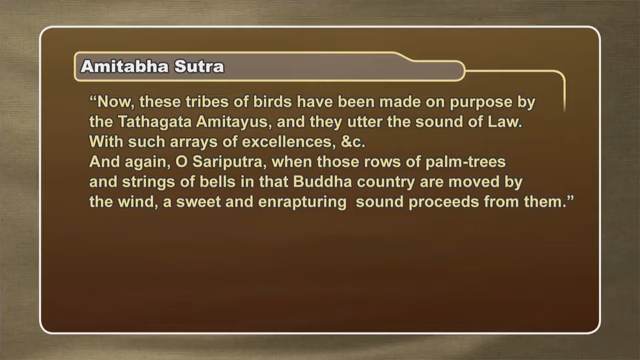 Amitabha Sutra
“Now, these tribes of birds have been made on purpose by
the Tathagata Amitayus, and they utter the sound of Law.
With such arrays of excellences, &c.
And again, O Sariputra, when those rows of palm-trees
and strings of bells in that Buddha country are moved by
the wind, a sweet and enrapturing sound proceeds from them.”